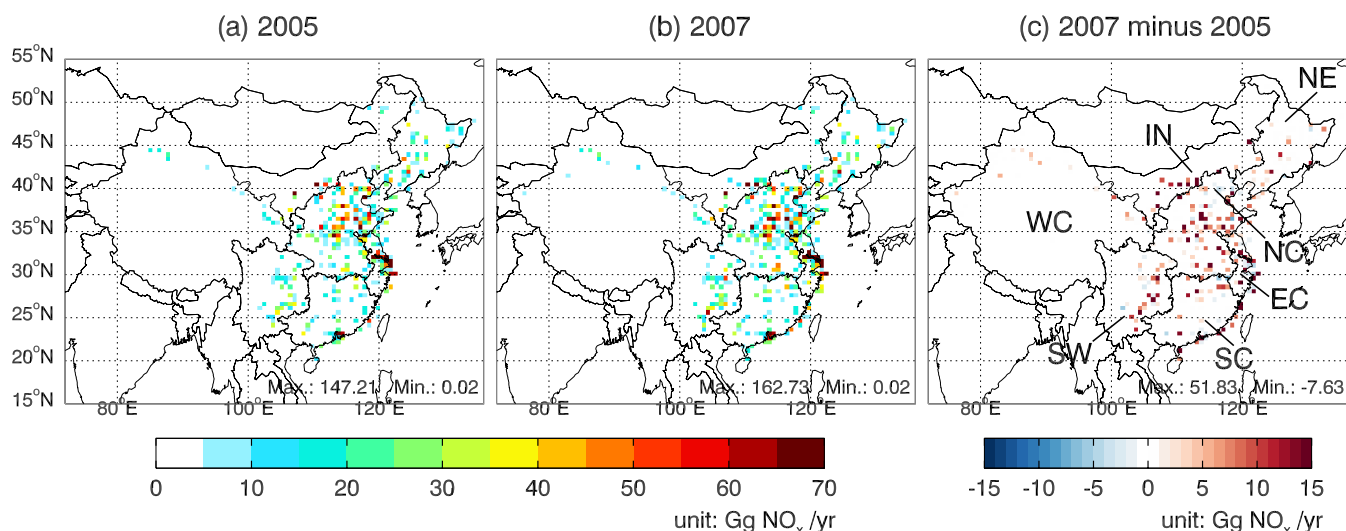 (a) 2005 (b) 2007 (c) 2007 minus 2005
55°N
50°N
45°N
40°N
35°N
30°N
25°N
20°N
15°N
NE
IN
WC
NC
EC
SW
SC
Max.: 147.21 Min.: 0.02
Max.: 162.73 Min.: 0.02
Max.: 51.83 Min.: -7.63
80°E 100°E 120°E 80°E 100°E 120°E 80°E 100°E 120°E
0 10 20 30 40 50 60 70
-15 -10 -5 0 5 10 15
unit: Gg NOₓ /yr unit: Gg NOₓ /yr